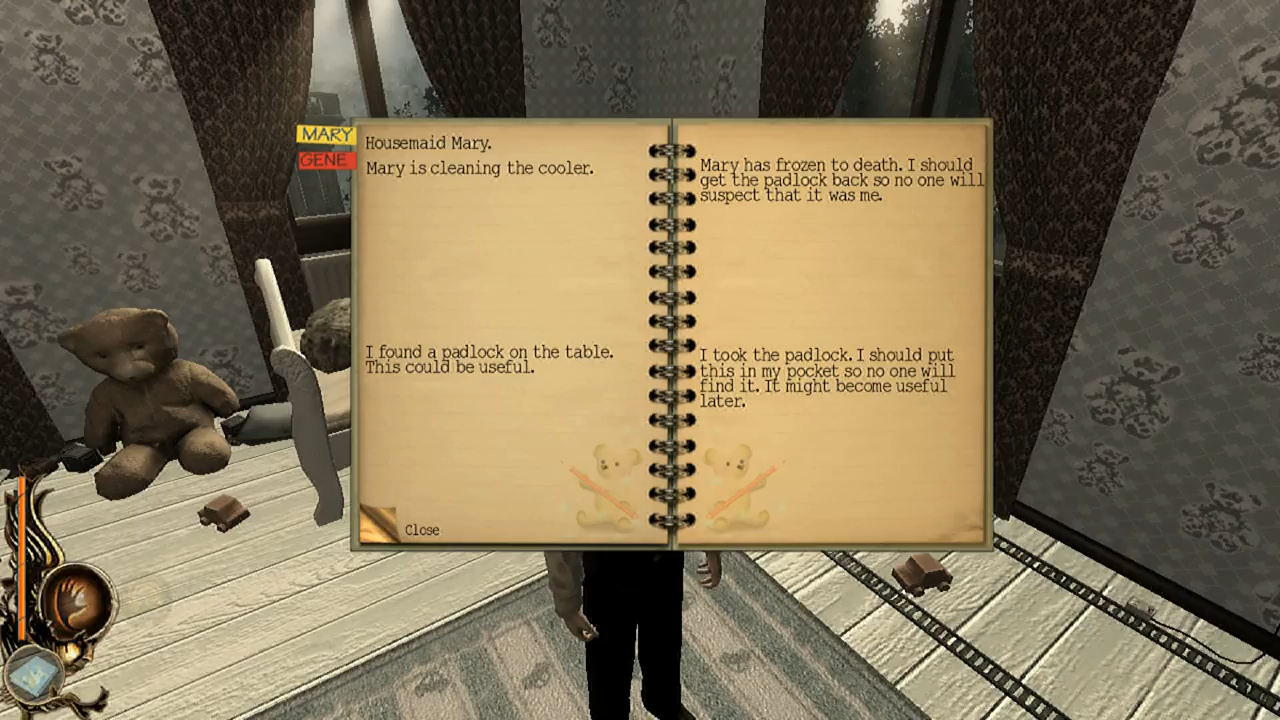 MARY
GENE
Housemaid Mary.
Mary is cleaning the cooler.
I found a padlock on the table.
This could be useful.
Close
Mary has frozen to death. I should
get the padlock back so no one will
suspect that it was me.
I took the padlock. I should put
this in my pocket so no one will
find it. It might become useful
later.